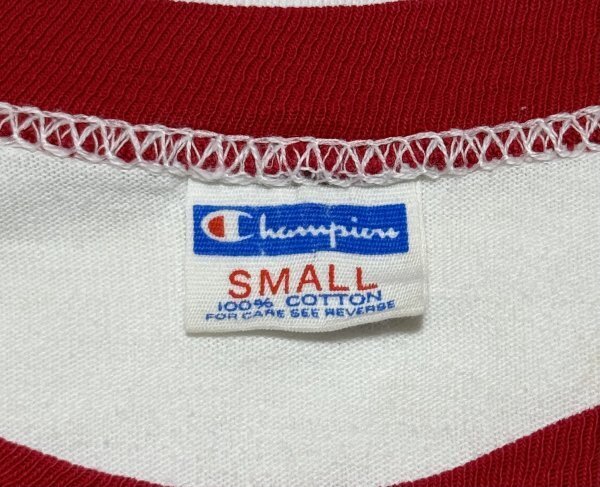 Champion
SMALL
100% COTTON
FOR CARE SEE REVERSE